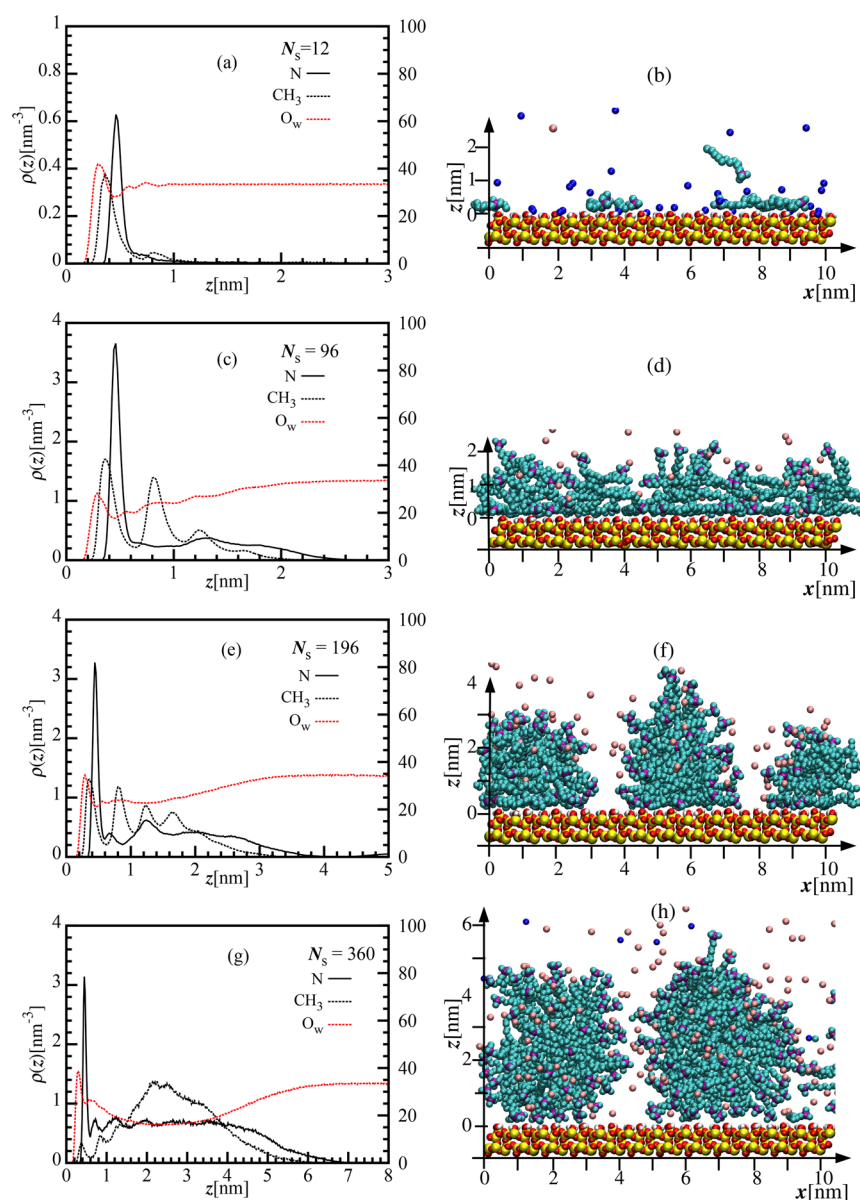 1
0.8
0.6
0.4
0.2
0
ρ(z)[nm⁻³]
100
80
60
40
20
0
(a)
Nₛ=12
N
CH₃
O_w
0 1 2 3
z[nm]
(b)
z[nm]
2
1
0
0 2 4 6 8 10
x[nm]
4
3
2
1
0
ρ(z)[nm⁻³]
100
80
60
40
20
0
(c)
Nₛ = 96
N
CH₃
O_w
0 1 2 3
z[nm]
(d)
z[nm]
2
1
0
0 2 4 6 8 10
x[nm]
4
3
2
1
0
ρ(z)[nm⁻³]
100
80
60
40
20
0
(e)
Nₛ = 196
N
CH₃
O_w
0 1 2 3 4 5
z[nm]
(f)
z[nm]
4
2
0
0 2 4 6 8 10
x[nm]
4
3
2
1
0
ρ(z)[nm⁻³]
100
80
60
40
20
0
(g)
Nₛ = 360
N
CH₃
O_w
0 1 2 3 4 5 6 7 8
z[nm]
(h)
z[nm]
6
4
2
0
0 2 4 6 8 10
x[nm]